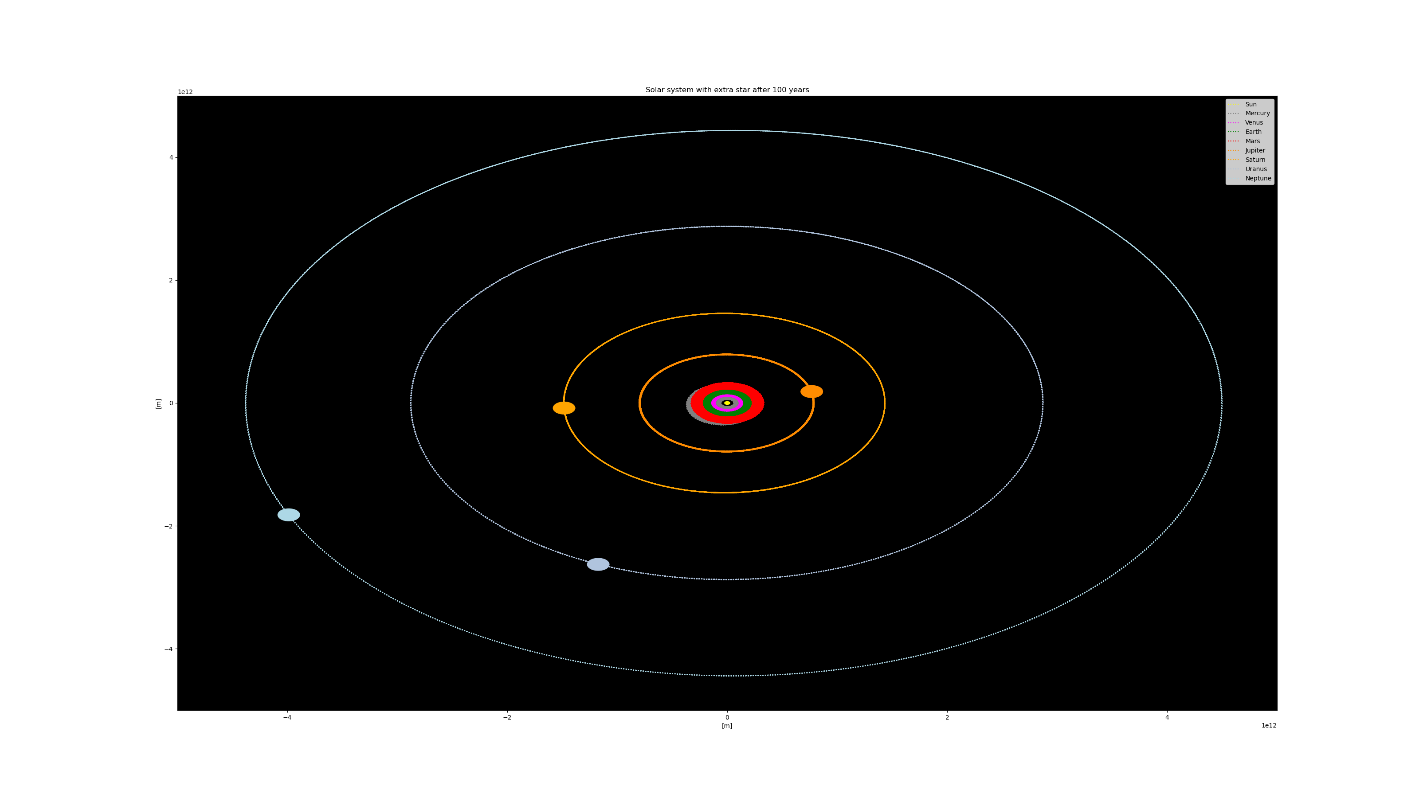 Solar system with extra star after 100 years
1e12
Sun
Mercury
Venus
Earth
Mars
Jupiter
Saturn
Uranus
Neptune
4
2
0
−2
−4
[m]
−4
−2
0
2
4
[m]
1e12